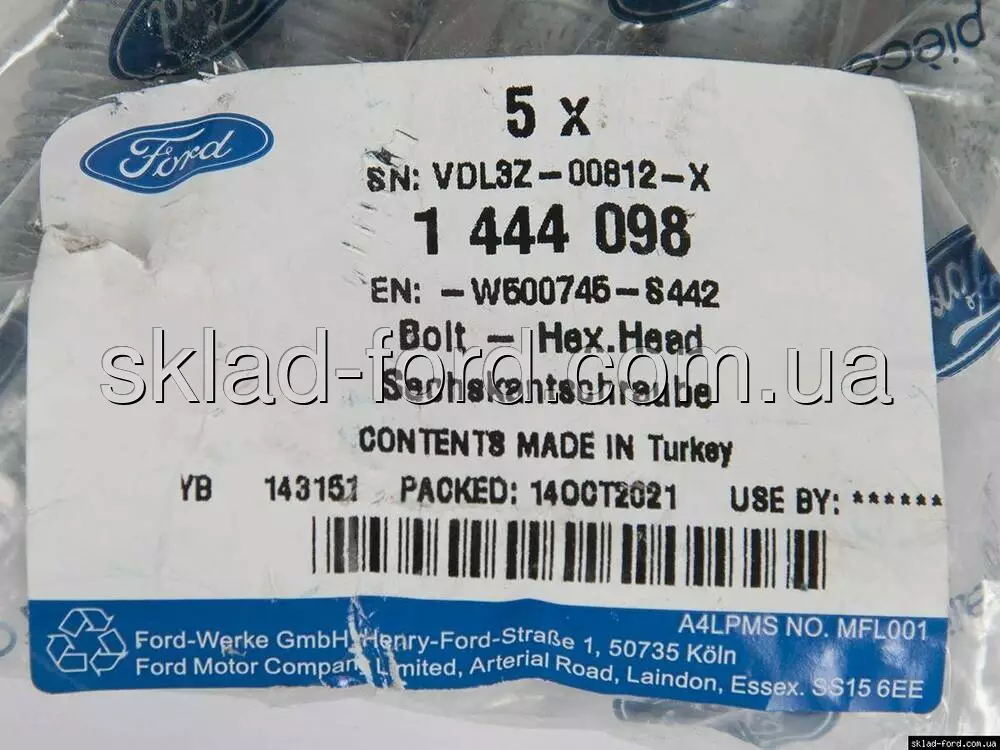 pièce
Ford
5 x
SN: VDL3Z-00812-X
1 444 098
EN: -W500745-S442
Bolt - Hex.Head
sklad-ford.com.ua
Sechskantschraube
CONTENTS MADE IN Turkey
YB 143151 PACKED: 14OCT2021 USE BY: ******
A4LPMS NO. MFL001
Ford-Werke GmbH, Henry-Ford-Straße 1, 50735 Köln
Ford Motor Company Limited, Arterial Road, Laindon, Essex. SS15 6EE
sklad-ford.com.ua